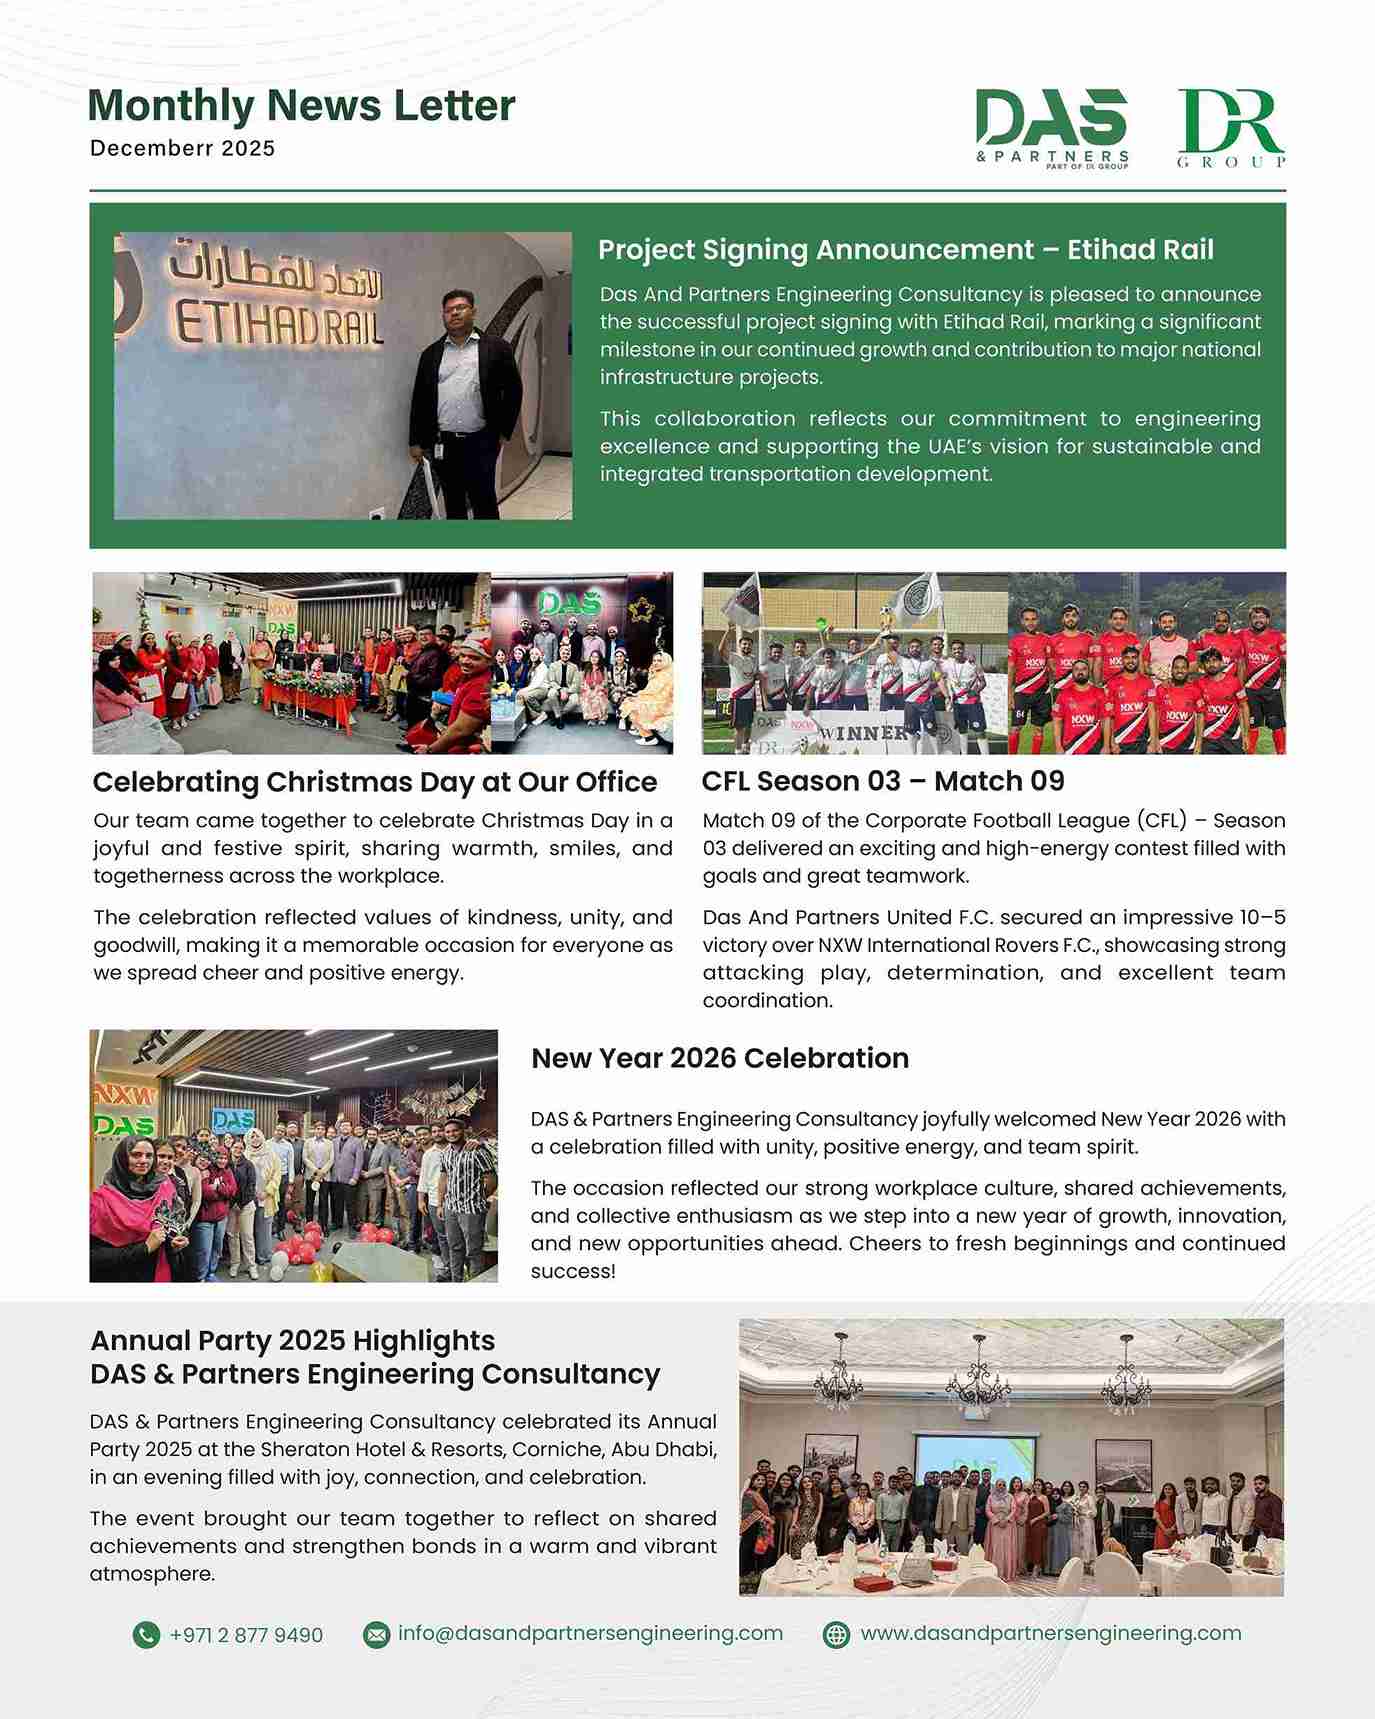 Monthly News Letter
Decemberr 2025
DAS
& PARTNERS
PART OF DR GROUP
DR
GROUP
الاتحاد للقطارات
ETIHAD RAIL
Project Signing Announcement – Etihad Rail
Das And Partners Engineering Consultancy is pleased to announce
the successful project signing with Etihad Rail, marking a significant
milestone in our continued growth and contribution to major national
infrastructure projects.
This collaboration reflects our commitment to engineering
excellence and supporting the UAE's vision for sustainable and
integrated transportation development.
NXW
DAS
DAS
DAS NXW
WINNER
DR
NXW
NXW
NXW
NXW
NXW
NXW
Celebrating Christmas Day at Our Office
Our team came together to celebrate Christmas Day in a
joyful and festive spirit, sharing warmth, smiles, and
togetherness across the workplace.
The celebration reflected values of kindness, unity, and
goodwill, making it a memorable occasion for everyone as
we spread cheer and positive energy.
CFL Season 03 – Match 09
Match 09 of the Corporate Football League (CFL) – Season
03 delivered an exciting and high-energy contest filled with
goals and great teamwork.
Das And Partners United F.C. secured an impressive 10–5
victory over NXW International Rovers F.C., showcasing strong
attacking play, determination, and excellent team
coordination.
NXW
DAS
DAS
New Year 2026 Celebration
DAS & Partners Engineering Consultancy joyfully welcomed New Year 2026 with
a celebration filled with unity, positive energy, and team spirit.
The occasion reflected our strong workplace culture, shared achievements,
and collective enthusiasm as we step into a new year of growth, innovation,
and new opportunities ahead. Cheers to fresh beginnings and continued
success!
Annual Party 2025 Highlights
DAS & Partners Engineering Consultancy
DAS & Partners Engineering Consultancy celebrated its Annual
Party 2025 at the Sheraton Hotel & Resorts, Corniche, Abu Dhabi,
in an evening filled with joy, connection, and celebration.
The event brought our team together to reflect on shared
achievements and strengthen bonds in a warm and vibrant
atmosphere.
DAS
+971 2 877 9490
info@dasandpartnersengineering.com
www.dasandpartnersengineering.com